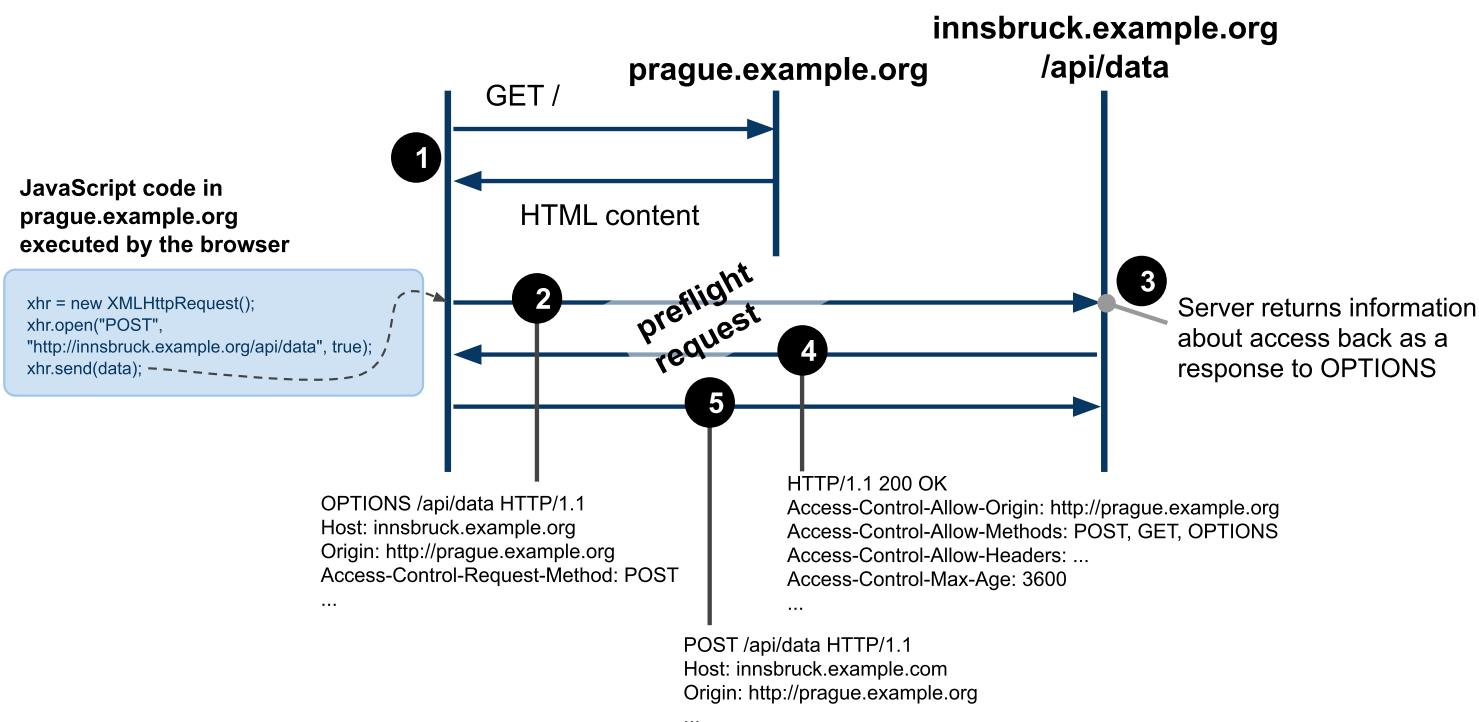 innsbruck.example.org
/api/data
prague.example.org
GET /
1
HTML content
JavaScript code in
prague.example.org
executed by the browser
xhr = new XMLHttpRequest();
xhr.open("POST",
"http://innsbruck.example.org/api/data", true);
xhr.send(data);
2
preflight
request
3
Server returns information
about access back as a
response to OPTIONS
4
5
OPTIONS /api/data HTTP/1.1
Host: innsbruck.example.org
Origin: http://prague.example.org
Access-Control-Request-Method: POST
...
HTTP/1.1 200 OK
Access-Control-Allow-Origin: http://prague.example.org
Access-Control-Allow-Methods: POST, GET, OPTIONS
Access-Control-Allow-Headers: ...
Access-Control-Max-Age: 3600
...
POST /api/data HTTP/1.1
Host: innsbruck.example.com
Origin: http://prague.example.org
...